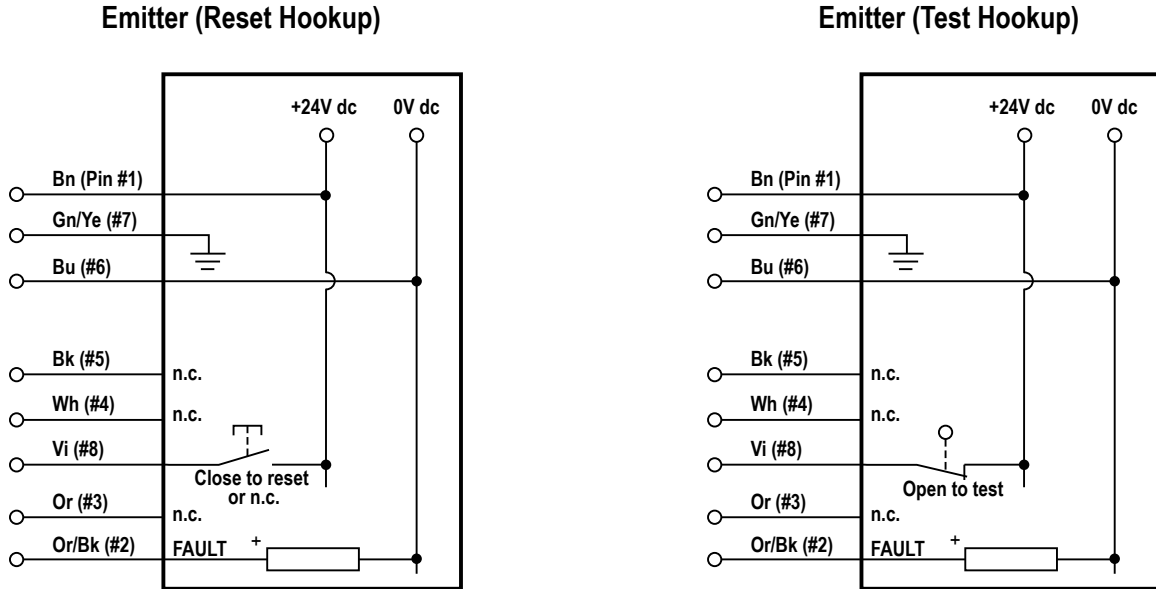 Emitter (Reset Hookup)
+24V dc 0V dc
Bn (Pin #1)
Gn/Ye (#7)
Bu (#6)
Bk (#5)
n.c.
Wh (#4)
n.c.
Vi (#8)
Close to reset
or n.c.
Or (#3)
n.c.
Or/Bk (#2)
FAULT +
Emitter (Test Hookup)
+24V dc 0V dc
Bn (Pin #1)
Gn/Ye (#7)
Bu (#6)
Bk (#5)
n.c.
Wh (#4)
n.c.
Vi (#8)
Open to test
Or (#3)
n.c.
Or/Bk (#2)
FAULT +